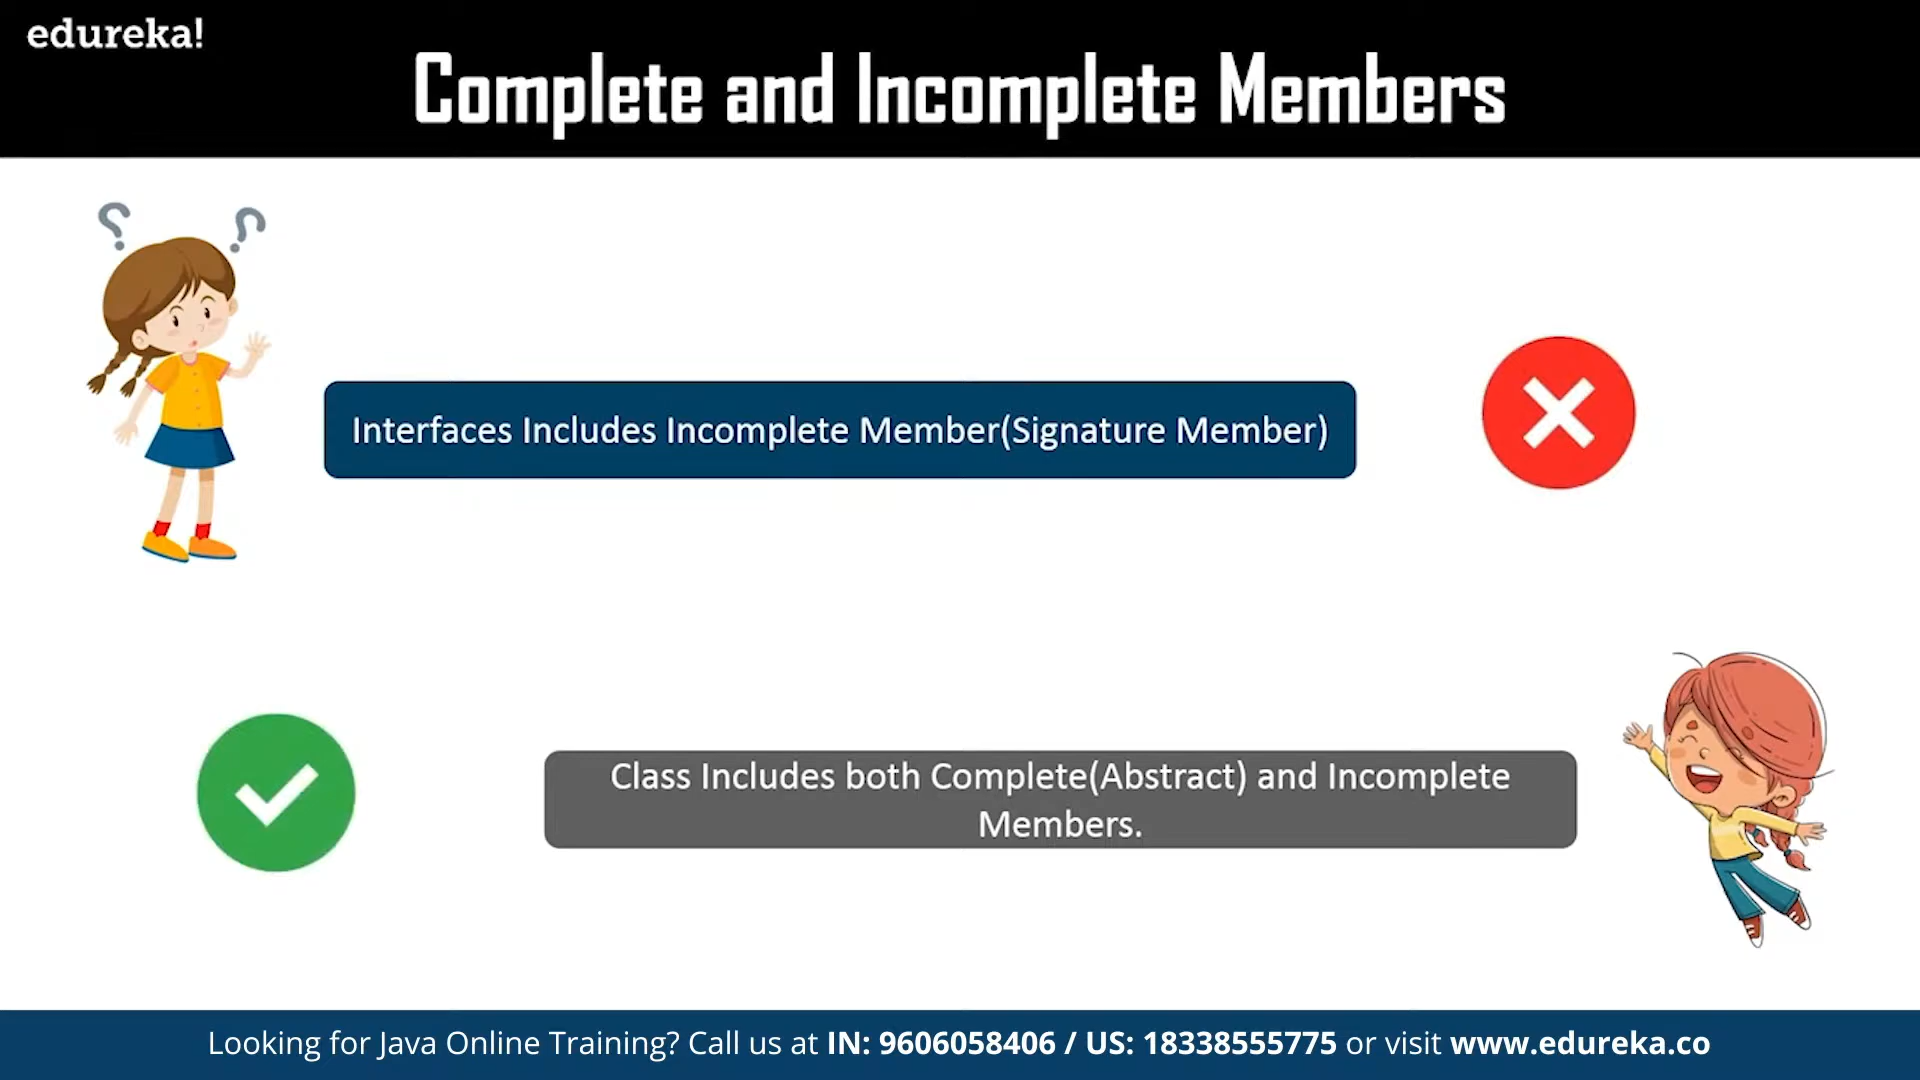 edureka!
Complete and Incomplete Members
Interfaces Includes Incomplete Member(Signature Member)
Class Includes both Complete(Abstract) and Incomplete
Members.
Looking for Java Online Training? Call us at IN: 9606058406 / US: 18338555775 or visit www.edureka.co